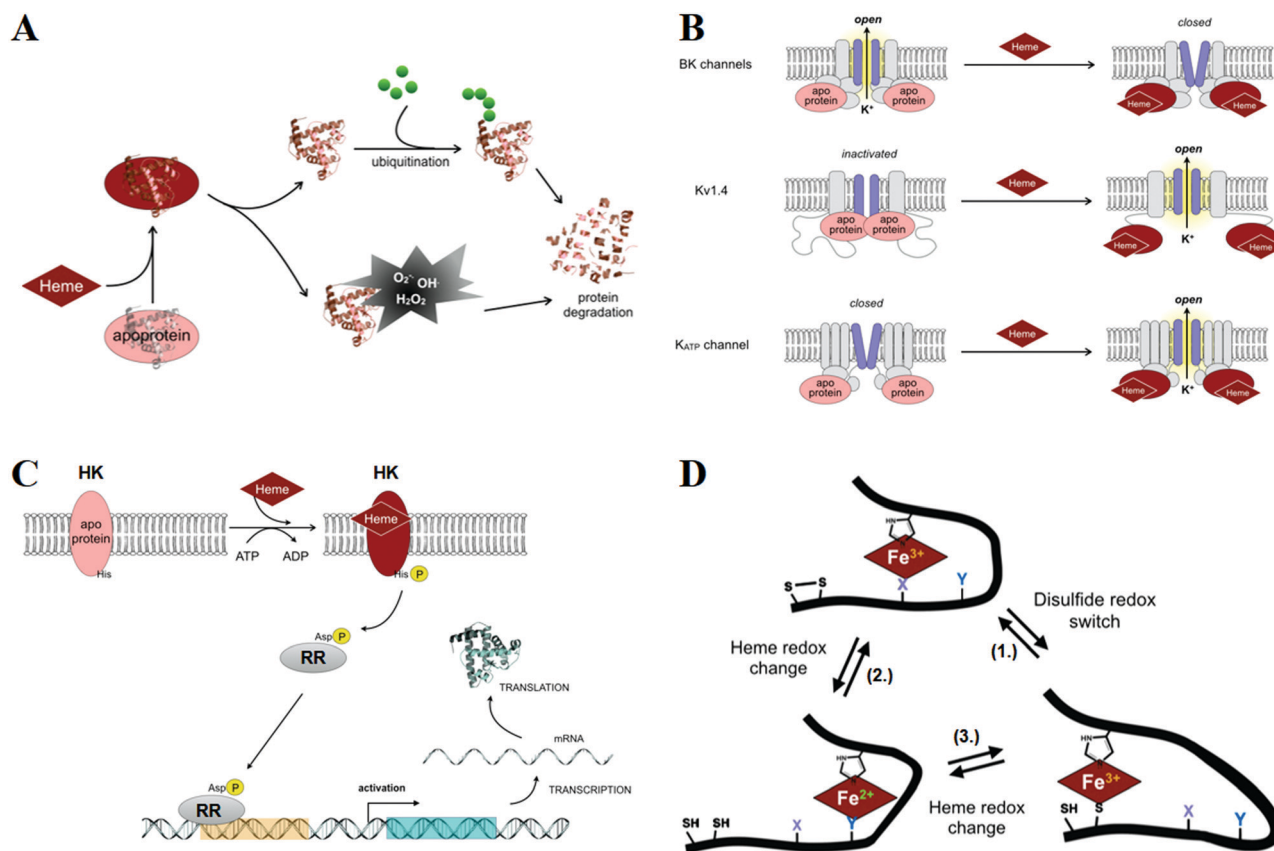 A
Heme
apoprotein
ubiquitination
O₂⁻· OH·
H₂O₂
protein
degradation
B
BK channels
open
apo
protein
apo
protein
K⁺
Heme
closed
Heme
Heme
Kv1.4
inactivated
apo
protein
apo
protein
Heme
open
Heme
Heme
K⁺
KATP channel
closed
apo
protein
apo
protein
Heme
open
Heme
Heme
K⁺
C
HK
apo
protein
His
Heme
ATP
ADP
HK
Heme
His P
Asp P
RR
Asp P
RR
activation
TRANSCRIPTION
mRNA
TRANSLATION
D
HN
Fe3+
S S
X
Y
Disulfide redox
switch
(1.)
Heme redox
change
(2.)
HN
Fe2+
SH SH
X
Y
(3.)
Heme redox
change
HN
Fe3+
SH
S
X
Y